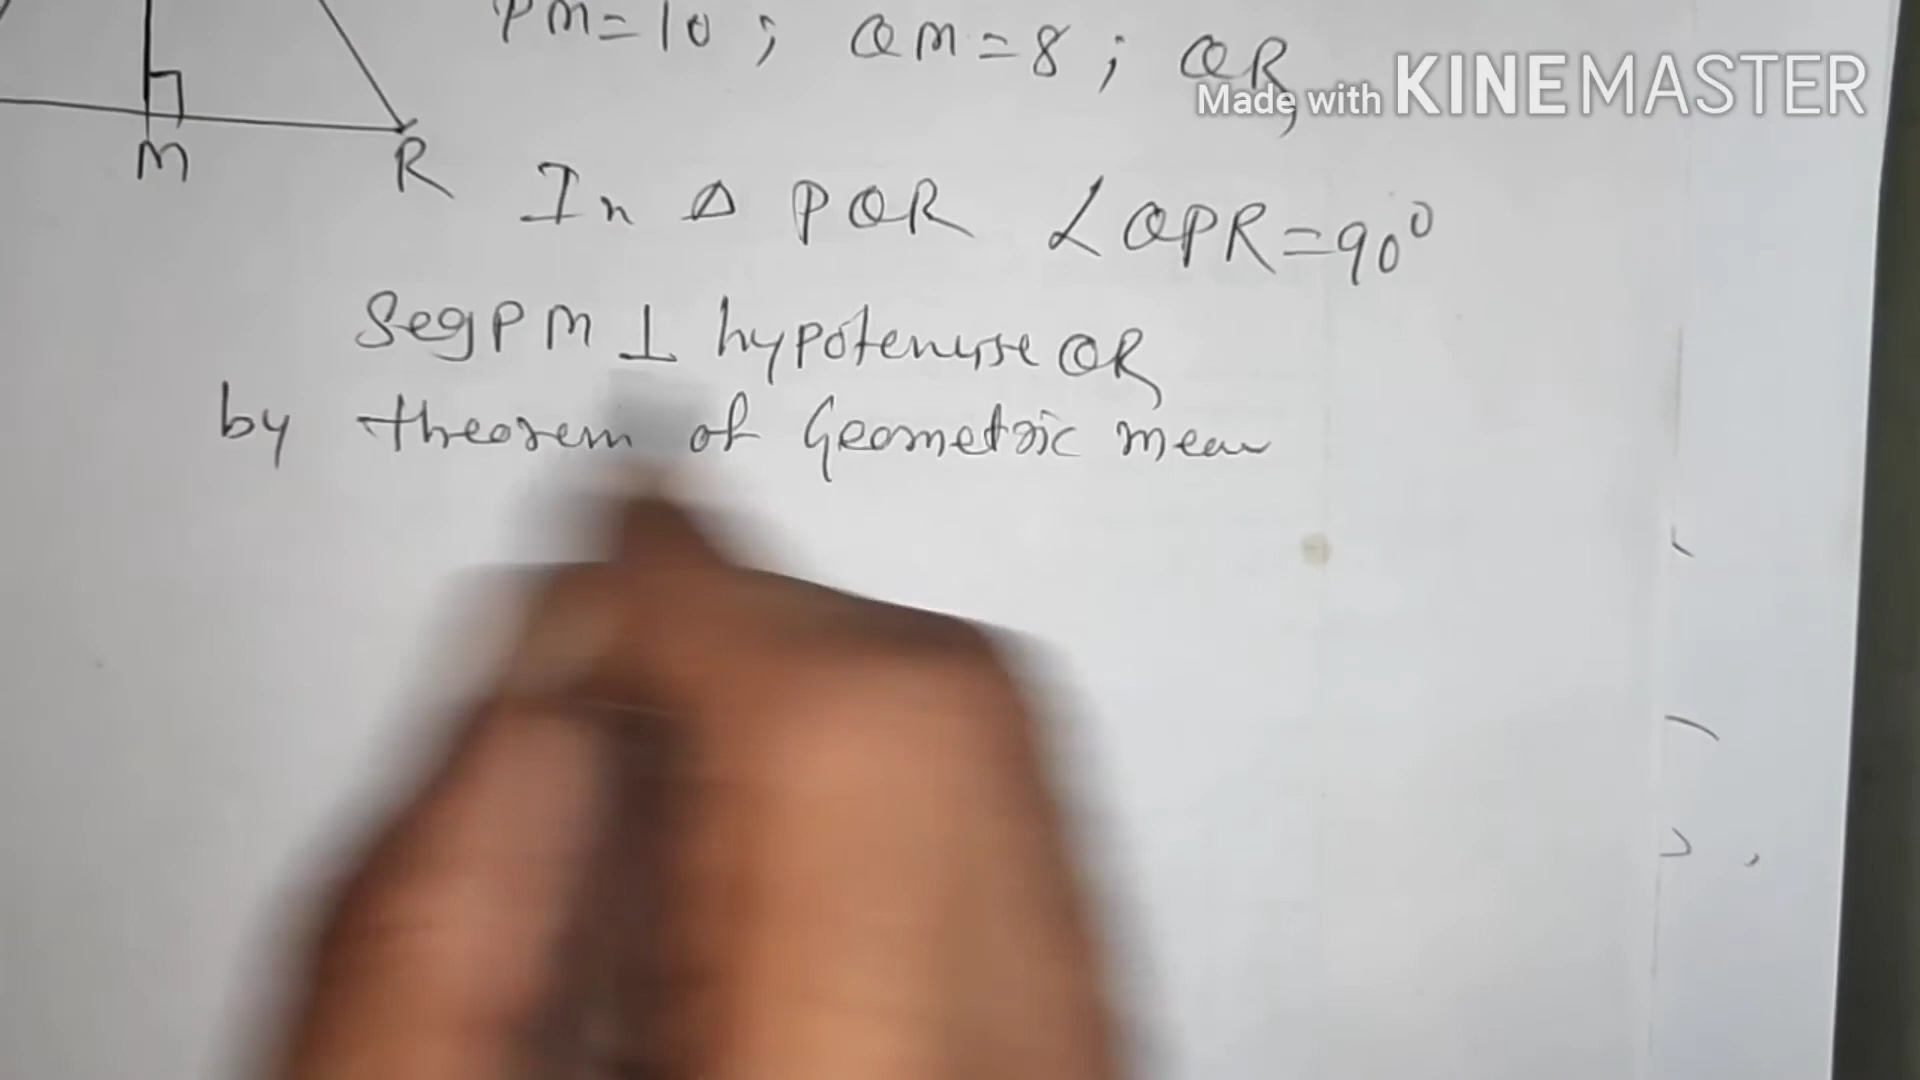 PM=10 ; QM=8 ; QR
Made with KINEMASTER
M R
In △ PQR ∠QPR=90⁰
Seg PM ⊥ hypotenuse QR
by theorem of Geometric mean